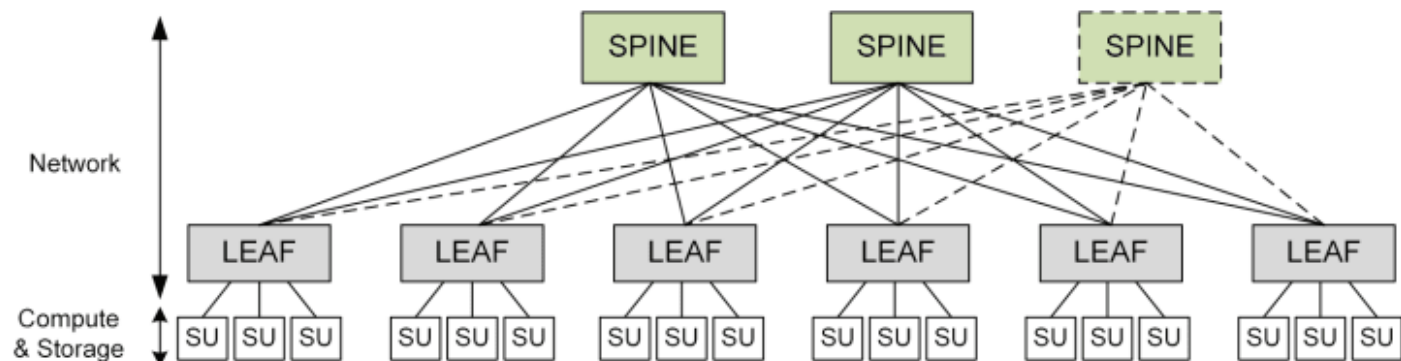 SPINE SPINE SPINE
Network
LEAF LEAF LEAF LEAF LEAF LEAF
Compute
& Storage
SU SU SU SU SU SU SU SU SU SU SU SU SU SU SU SU SU SU